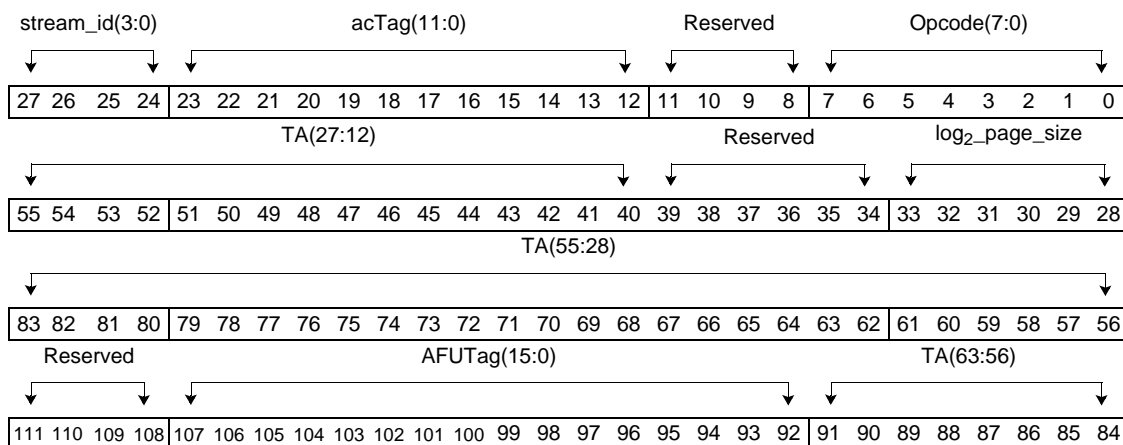 stream_id(3:0) acTag(11:0) Reserved Opcode(7:0)
27 26 25 24 23 22 21 20 19 18 17 16 15 14 13 12 11 10 9 8 7 6 5 4 3 2 1 0
TA(27:12) Reserved log2_page_size
55 54 53 52 51 50 49 48 47 46 45 44 43 42 41 40 39 38 37 36 35 34 33 32 31 30 29 28
TA(55:28)
83 82 81 80 79 78 77 76 75 74 73 72 71 70 69 68 67 66 65 64 63 62 61 60 59 58 57 56
Reserved AFUTag(15:0) TA(63:56)
111 110 109 108 107 106 105 104 103 102 101 100 99 98 97 96 95 94 93 92 91 90 89 88 87 86 85 84